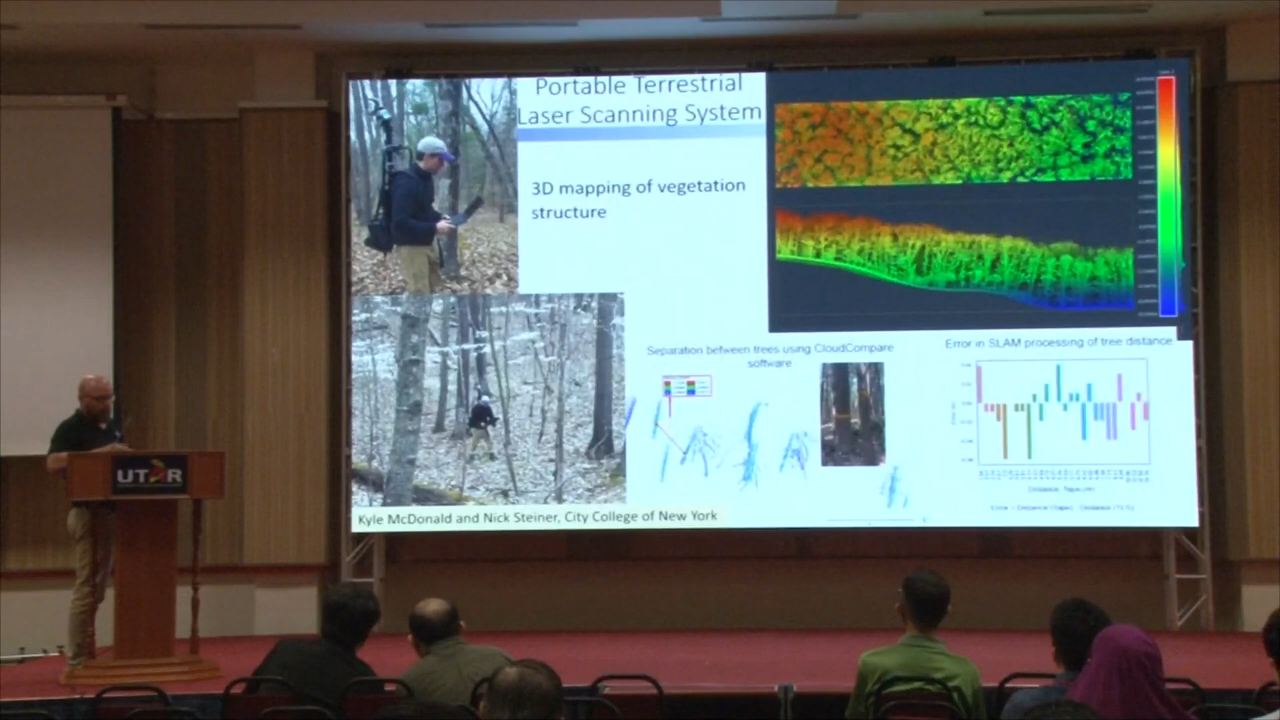 Portable Terrestrial
Laser Scanning System
3D mapping of vegetation
structure
Separation between trees using CloudCompare
software
Error in SLAM processing of tree distance
Kyle McDonald and Nick Steiner, City College of New York
UTAR